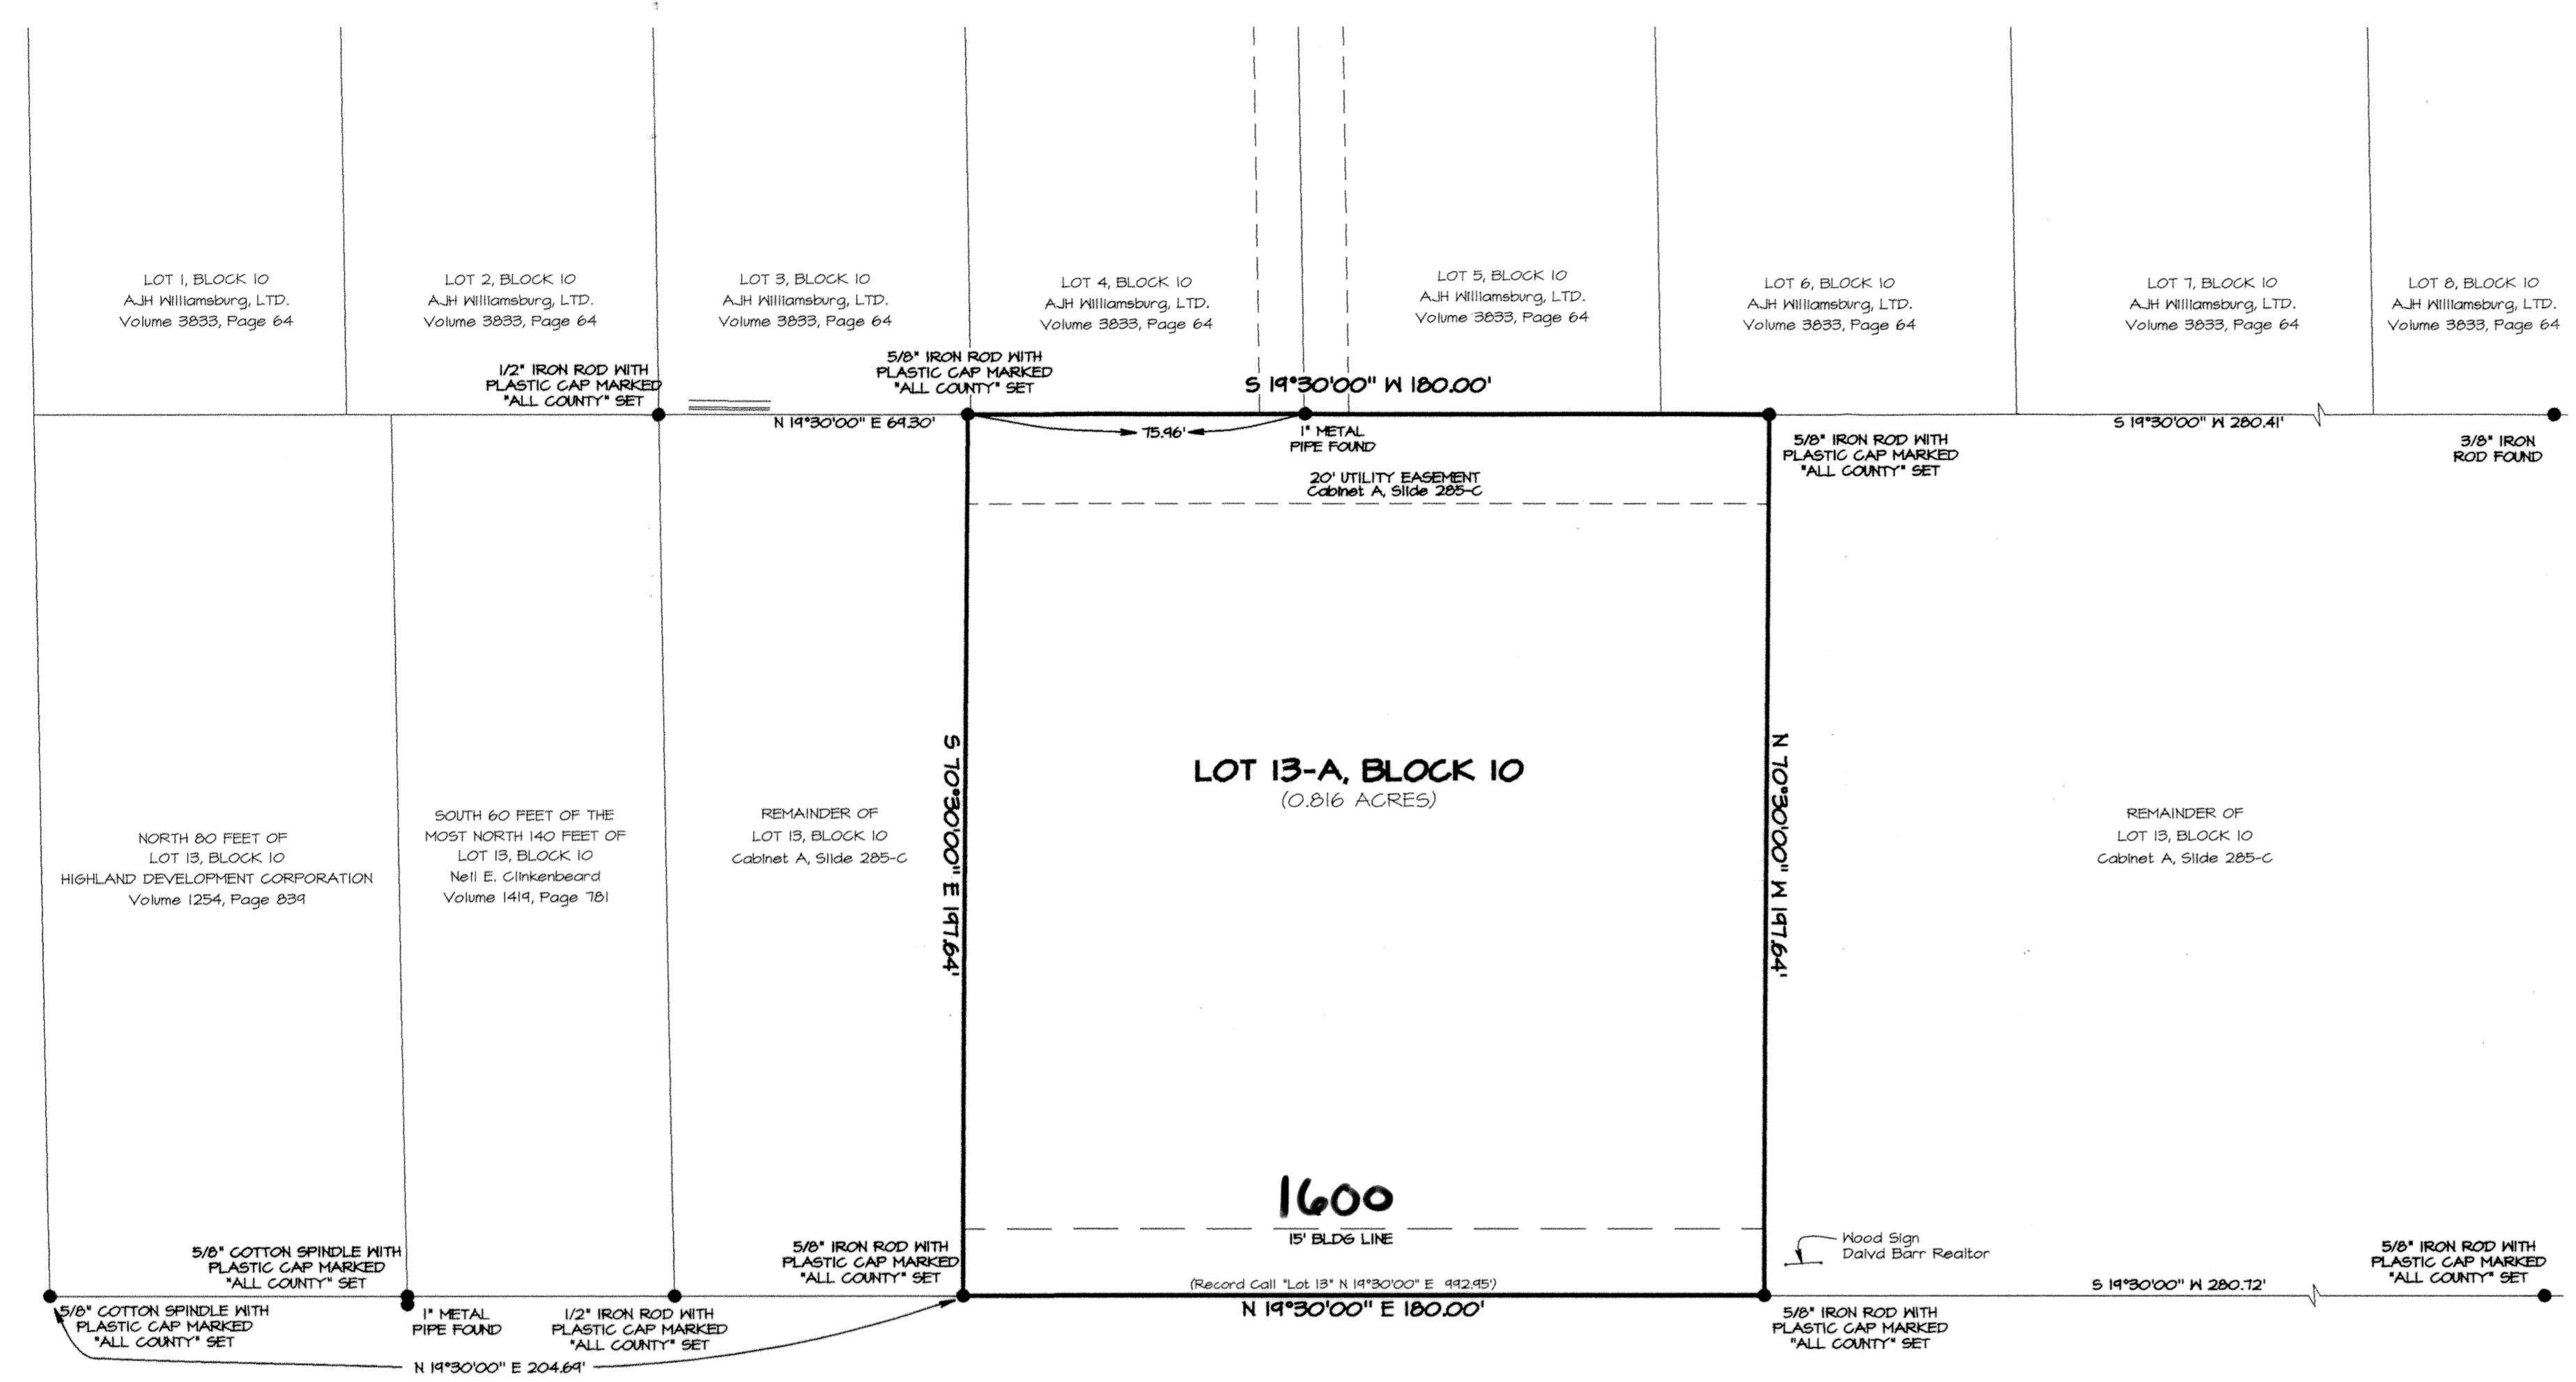 LOT 1, BLOCK 10
AJH Williamsburg, LTD.
Volume 3833, Page 64
LOT 2, BLOCK 10
AJH Williamsburg, LTD.
Volume 3833, Page 64
LOT 3, BLOCK 10
AJH Williamsburg, LTD.
Volume 3833, Page 64
LOT 4, BLOCK 10
AJH Williamsburg, LTD.
Volume 3833, Page 64
LOT 5, BLOCK 10
AJH Williamsburg, LTD.
Volume 3833, Page 64
LOT 6, BLOCK 10
AJH Williamsburg, LTD.
Volume 3833, Page 64
LOT 7, BLOCK 10
AJH Williamsburg, LTD.
Volume 3833, Page 64
LOT 8, BLOCK 10
AJH Williamsburg, LTD.
Volume 3833, Page 64
1/2" IRON ROD WITH
PLASTIC CAP MARKED
"ALL COUNTY" SET
5/8" IRON ROD WITH
PLASTIC CAP MARKED
"ALL COUNTY" SET
S 19°30'00" W 180.00'
N 19°30'00" E 69.30'
75.96'
1" METAL
PIPE FOUND
5/8" IRON ROD WITH
PLASTIC CAP MARKED
"ALL COUNTY" SET
S 19°30'00" W 280.41'
3/8" IRON
ROD FOUND
20' UTILITY EASEMENT
Cabinet A, Slide 285-C
S 70°30'00" E 197.64'
LOT 13-A, BLOCK 10
(0.816 ACRES)
N 70°30'00" W 197.64'
NORTH 80 FEET OF
LOT 13, BLOCK 10
HIGHLAND DEVELOPMENT CORPORATION
Volume 1254, Page 839
SOUTH 60 FEET OF THE
MOST NORTH 140 FEET OF
LOT 13, BLOCK 10
Neil E. Clinkenbeard
Volume 1419, Page 781
REMAINDER OF
LOT 13, BLOCK 10
Cabinet A, Slide 285-C
REMAINDER OF
LOT 13, BLOCK 10
Cabinet A, Slide 285-C
1600
15' BLDG LINE
Wood Sign
Daivd Barr Realtor
5/8" COTTON SPINDLE WITH
PLASTIC CAP MARKED
"ALL COUNTY" SET
5/8" IRON ROD WITH
PLASTIC CAP MARKED
"ALL COUNTY" SET
5/8" IRON ROD WITH
PLASTIC CAP MARKED
"ALL COUNTY" SET
(Record Call "Lot 13" N 19°30'00" E 992.95')
N 19°30'00" E 180.00'
S 19°30'00" W 280.72'
5/8" COTTON SPINDLE WITH
PLASTIC CAP MARKED
"ALL COUNTY" SET
1" METAL
PIPE FOUND
1/2" IRON ROD WITH
PLASTIC CAP MARKED
"ALL COUNTY" SET
5/8" IRON ROD WITH
PLASTIC CAP MARKED
"ALL COUNTY" SET
N 19°30'00" E 204.69'